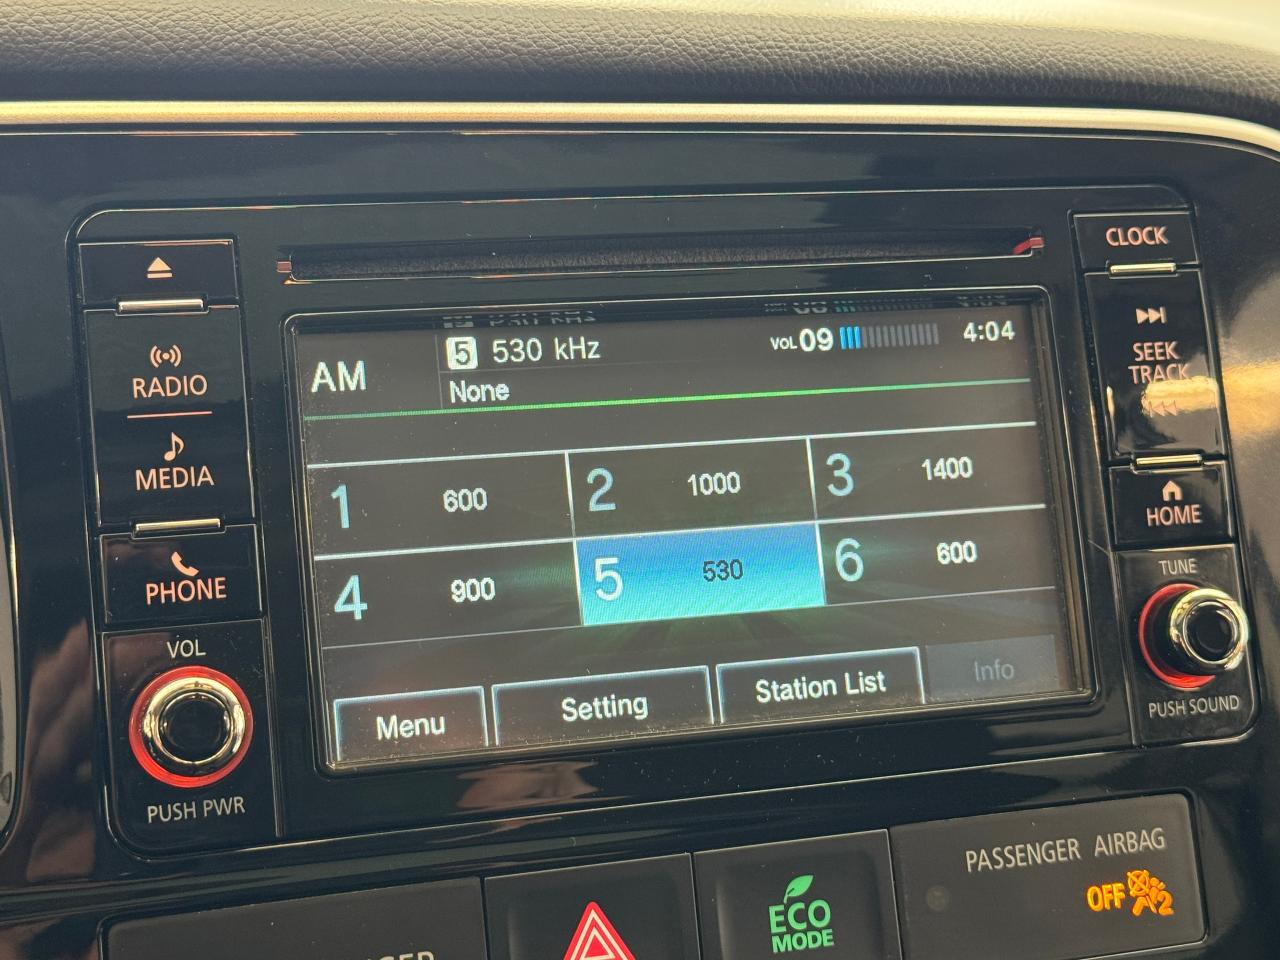 CLOCK
RADIO
MEDIA
PHONE
VOL
PUSH PWR
AM
5 530 kHz
VOL 09
4:04
None
1 600
2 1000
3 1400
4 900
5 530
6 600
Menu
Setting
Station List
Info
SEEK
TRACK
HOME
TUNE
PUSH SOUND
ECO
MODE
PASSENGER AIRBAG
OFF 2